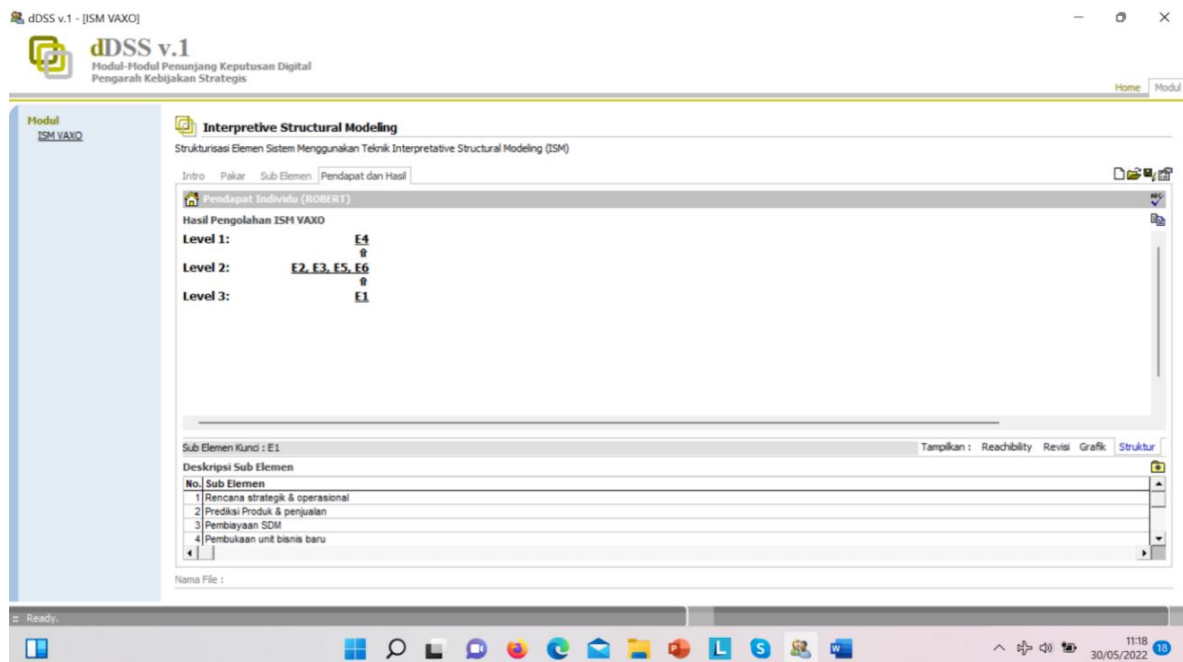 dDSS v.1 - [ISM VAXO]
dDSS v.1
Modul-Modul Penunjang Keputusan Digital
Pengarah Kebijakan Strategis
Home Modul
Modul
ISM VAXO
Interpretive Structural Modeling
Strukturisasi Elemen Sistem Menggunakan Teknik Interpretative Structural Modeling (ISM)
Intro Pakar Sub Elemen Pendapat dan Hasil
Pendapat Individu (ROBERT)
Hasil Pengolahan ISM VAXO
Level 1: E4
Level 2: E2, E3, E5, E6
Level 3: E1
Sub Elemen Kunci : E1
Tampilkan : Reachibility Revisi Grafik Struktur
Deskripsi Sub Elemen
No. Sub Elemen
1 Rencana strategik & operasional
2 Prediksi Produk & penjualan
3 Pembiayaan SDM
4 Pembukaan unit bisnis baru
Nama File :
:: Ready.
11:18
30/05/2022 18